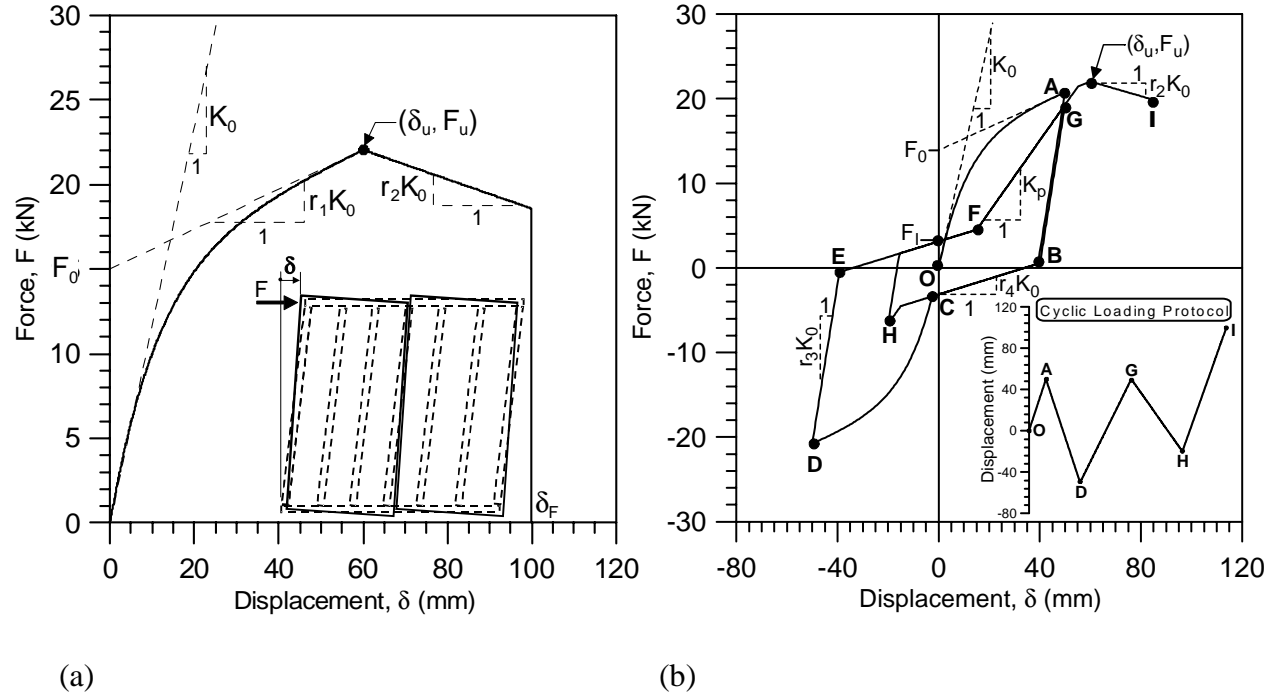 30
25
20
15
10
5
0
Force, F (kN)
K₀
1
(δᵤ, Fᵤ)
r₁K₀
1
r₂K₀
1
F₀
δ
F
δF
0 20 40 60 80 100 120
Displacement, δ (mm)
(a)
30
20
10
0
-10
-20
-30
Force, F (kN)
K₀
1
(δᵤ,Fᵤ)
1
r₂K₀
A
G
I
F₀
Kₚ
1
F
Fᵢ
E
O
B
C
r₄K₀
1
H
1
r₃K₀
D
Cyclic Loading Protocol
120
80
40
0
-40
-80
Displacement (mm)
O
A
D
G
H
I
-80 -40 0 40 80 120
Displacement, δ (mm)
(b)